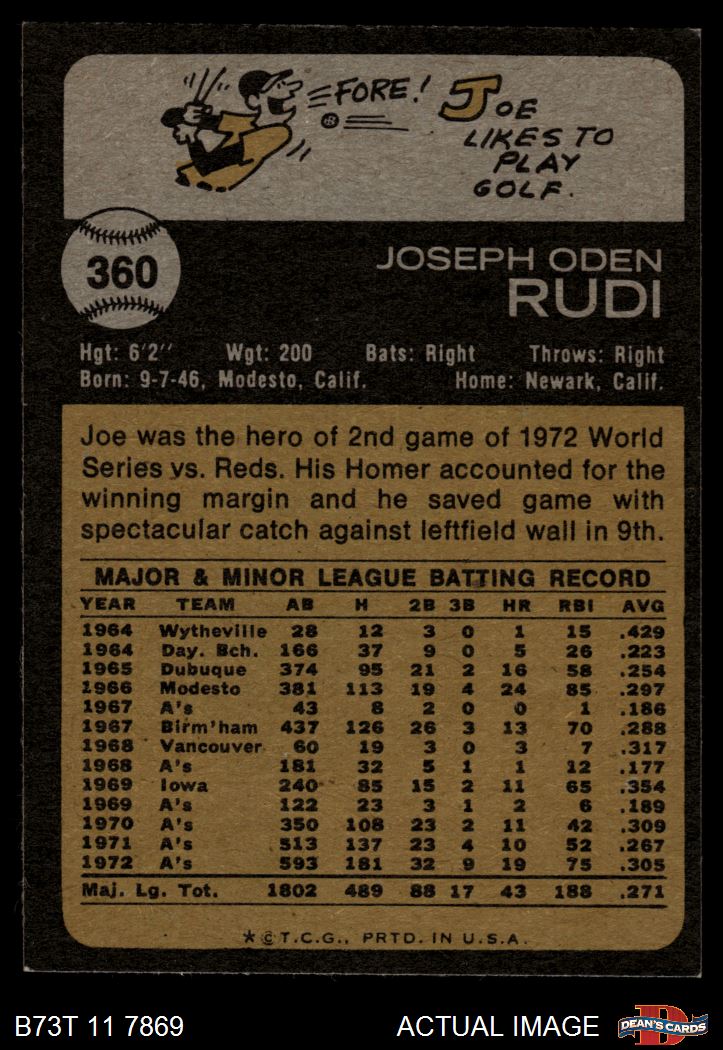 FORE!
JOE
LIKES TO
PLAY
GOLF.
360
JOSEPH ODEN
RUDI
Hgt: 6'2" Wgt: 200 Bats: Right Throws: Right
Born: 9-7-46, Modesto, Calif. Home: Newark, Calif.
Joe was the hero of 2nd game of 1972 World
Series vs. Reds. His Homer accounted for the
winning margin and he saved game with
spectacular catch against leftfield wall in 9th.
MAJOR & MINOR LEAGUE BATTING RECORD
YEAR TEAM AB H 2B 3B HR RBI AVG
1964 Wytheville 28 12 3 0 1 15 .429
1964 Day. Bch. 166 37 9 0 5 26 .223
1965 Dubuque 374 95 21 2 16 58 .254
1966 Modesto 381 113 19 4 24 85 .297
1967 A's 43 8 2 0 0 1 .186
1967 Birm'ham 437 126 26 3 13 70 .288
1968 Vancouver 60 19 3 0 3 7 .317
1968 A's 181 32 5 1 1 12 .177
1969 Iowa 240 85 15 2 11 65 .354
1969 A's 122 23 3 1 2 6 .189
1970 A's 350 108 23 2 11 42 .309
1971 A's 513 137 23 4 10 52 .267
1972 A's 593 181 32 9 19 75 .305
Maj. Lg. Tot. 1802 489 88 17 43 188 .271
★©T.C.G., PRTD. IN U.S.A.
B73T 11 7869 ACTUAL IMAGE
D
DEAN'S CARDS